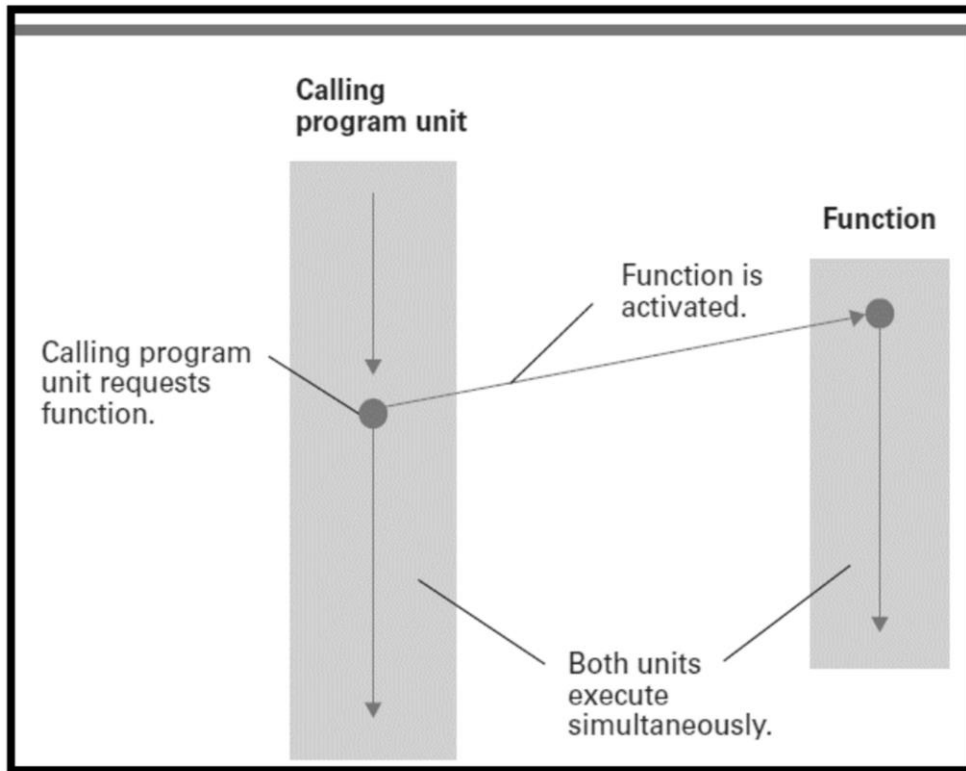 Calling
program unit
Function
Function is
activated.
Calling program
unit requests
function.
Both units
execute
simultaneously.